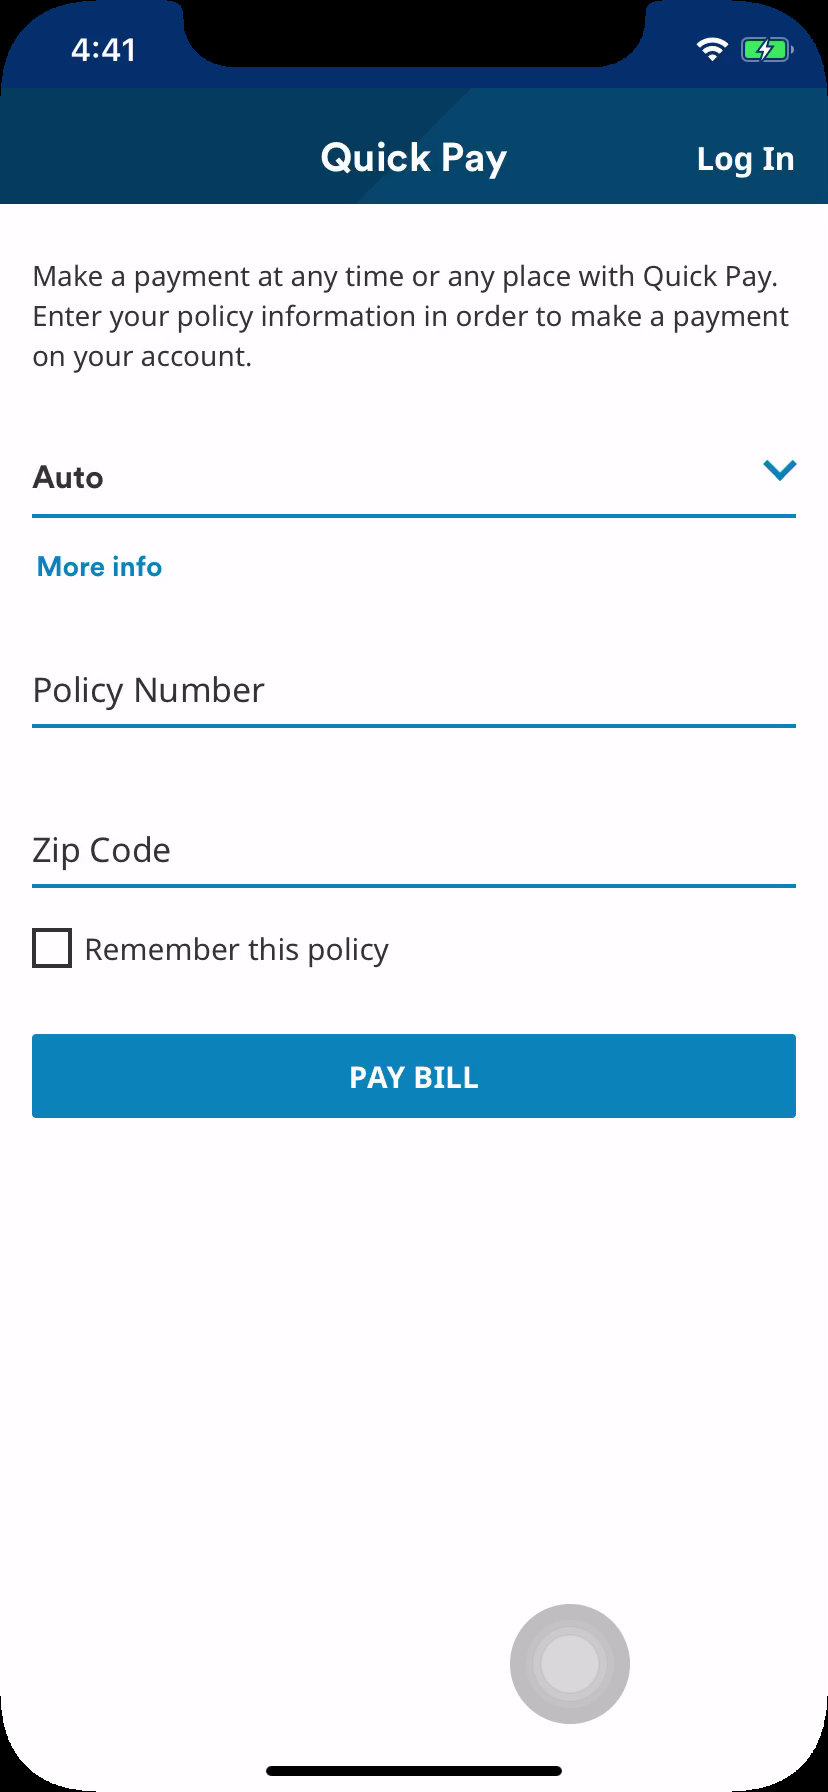 4:41
Quick Pay
Log In
Make a payment at any time or any place with Quick Pay.
Enter your policy information in order to make a payment
on your account.
Auto
More info
Policy Number
Zip Code
Remember this policy
PAY BILL